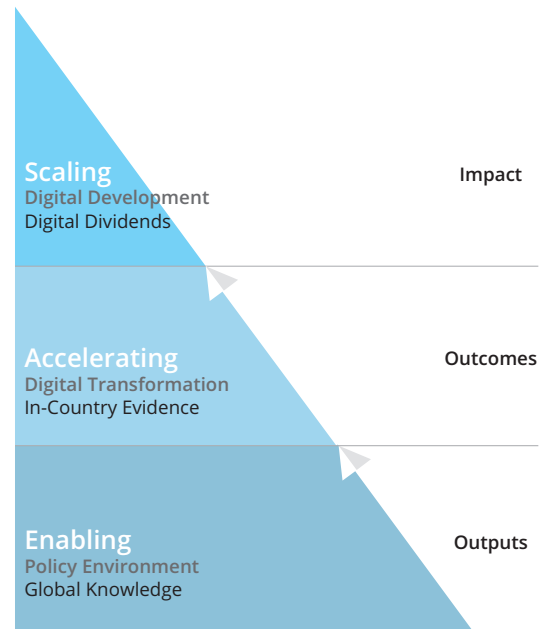 Scaling
Digital Development
Digital Dividends
Impact
Accelerating
Digital Transformation
In-Country Evidence
Outcomes
Enabling
Policy Environment
Global Knowledge
Outputs